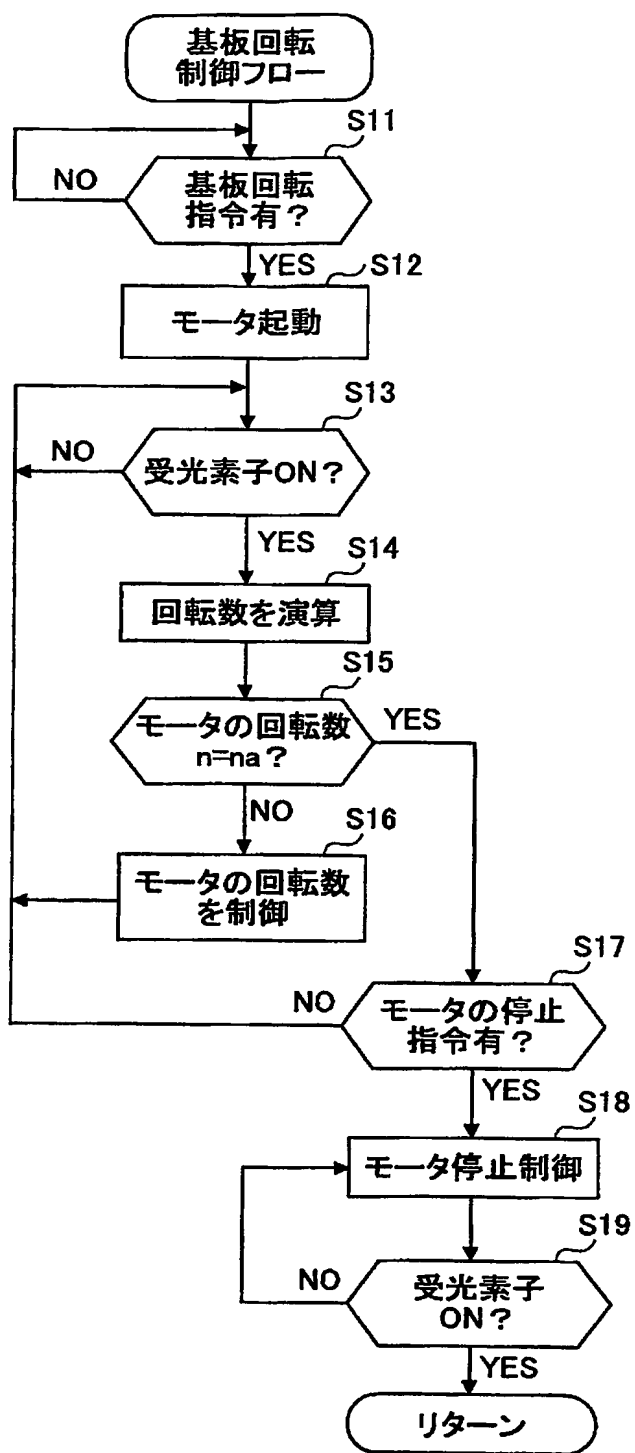 基板回転
制御フロー
S11
NO
基板回転
指令有？
YES
S12
モータ起動
S13
NO
受光素子ON？
YES
S14
回転数を演算
S15
モータの回転数
n=na？
YES
NO
S16
モータの回転数
を制御
S17
NO
モータの停止
指令有？
YES
S18
モータ停止制御
S19
NO
受光素子
ON？
YES
リターン